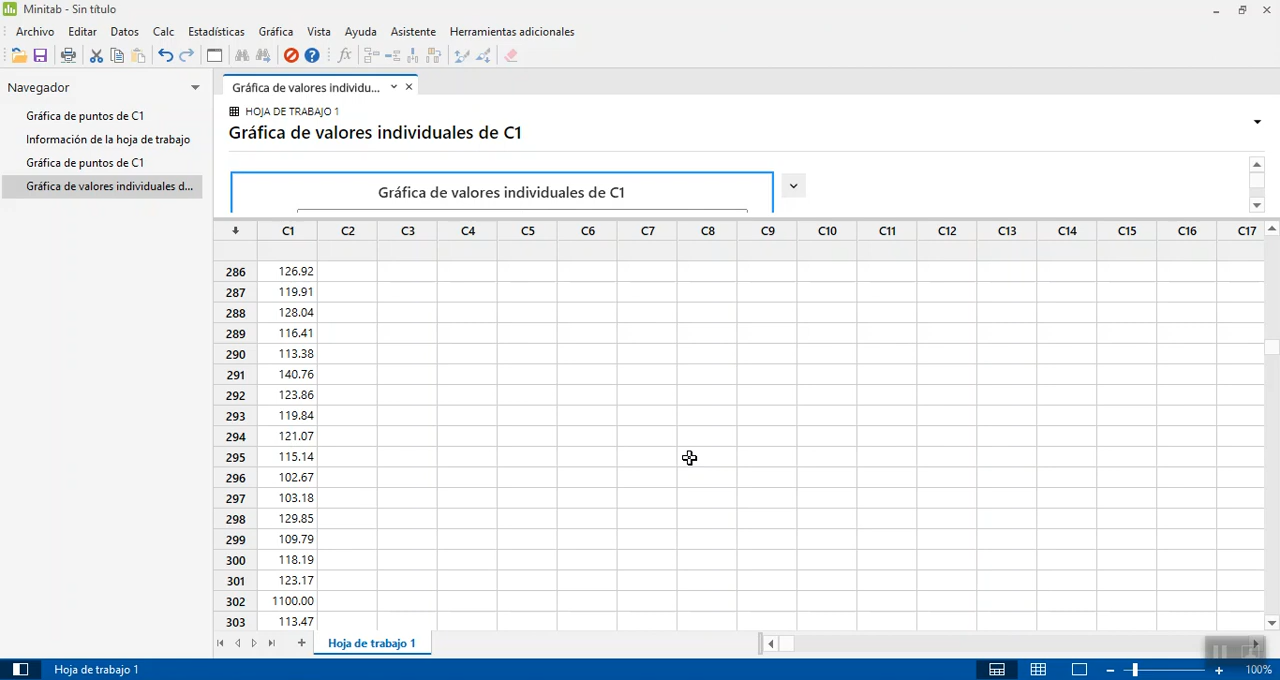 Minitab - Sin título
Archivo Editar Datos Calc Estadísticas Gráfica Vista Ayuda Asistente Herramientas adicionales
Navegador
Gráfica de puntos de C1
Información de la hoja de trabajo
Gráfica de puntos de C1
Gráfica de valores individuales d...
Gráfica de valores individu...
HOJA DE TRABAJO 1
Gráfica de valores individuales de C1
Gráfica de valores individuales de C1
C1 C2 C3 C4 C5 C6 C7 C8 C9 C10 C11 C12 C13 C14 C15 C16 C17
286 126.92
287 119.91
288 128.04
289 116.41
290 113.38
291 140.76
292 123.86
293 119.84
294 121.07
295 115.14
296 102.67
297 103.18
298 129.85
299 109.79
300 118.19
301 123.17
302 1100.00
303 113.47
Hoja de trabajo 1
Hoja de trabajo 1
100%